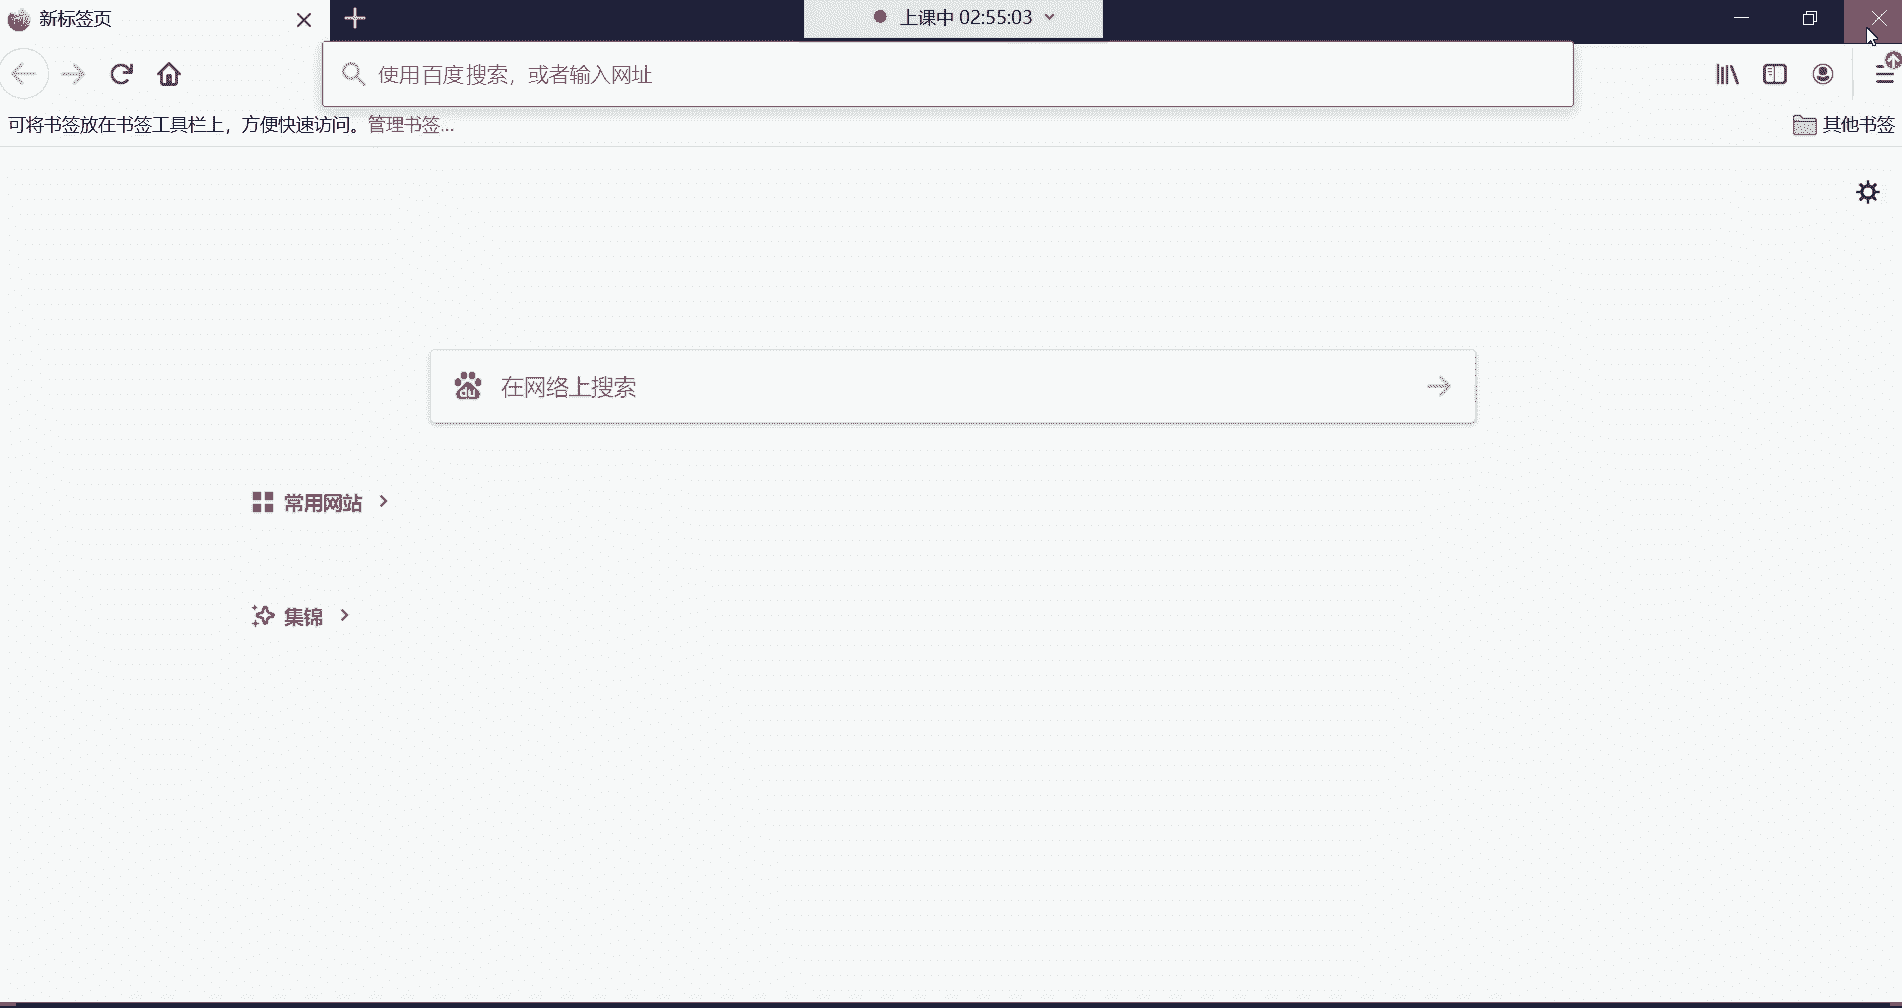 新标签页
上课中 02:55:03
使用百度搜索，或者输入网址
可将书签放在书签工具栏上，方便快速访问。管理书签...
其他书签
du 在网络上搜索
常用网站
集锦